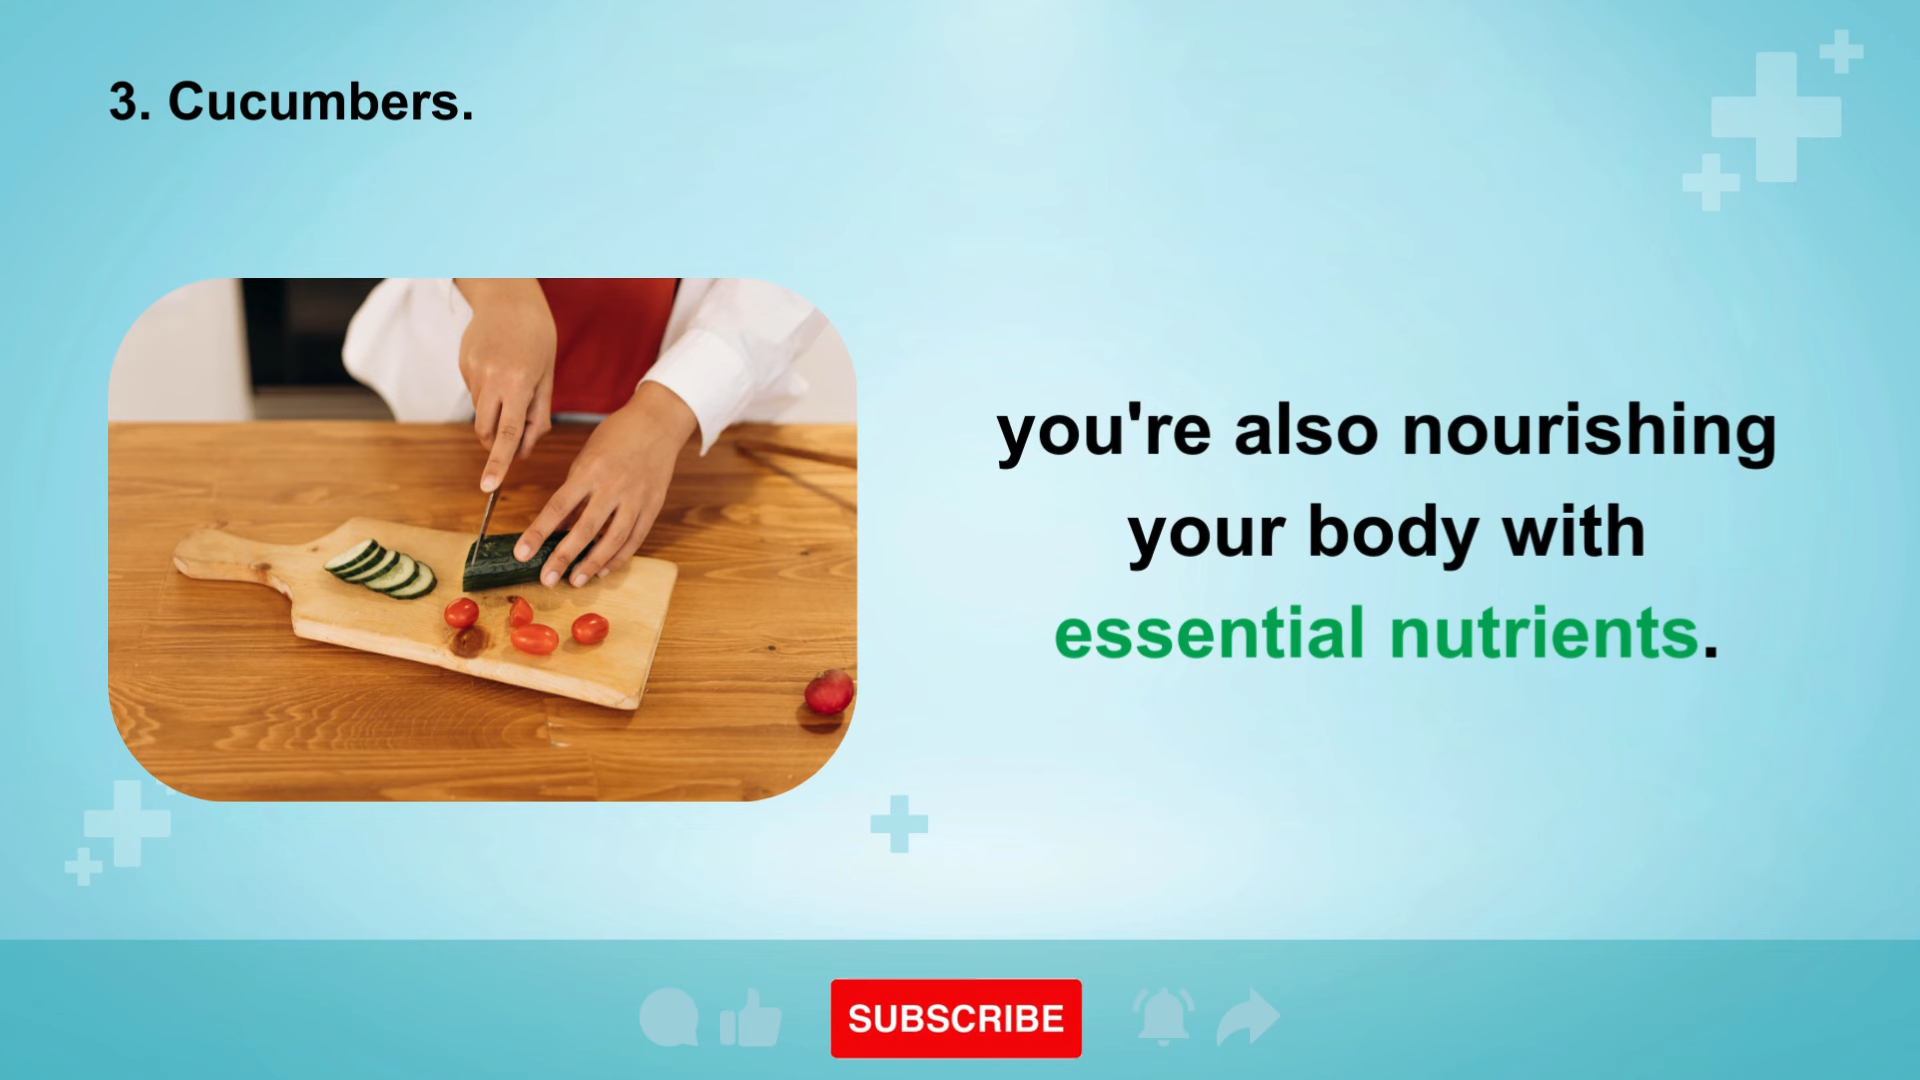 3. Cucumbers.
you're also nourishing
your body with
essential nutrients.
SUBSCRIBE